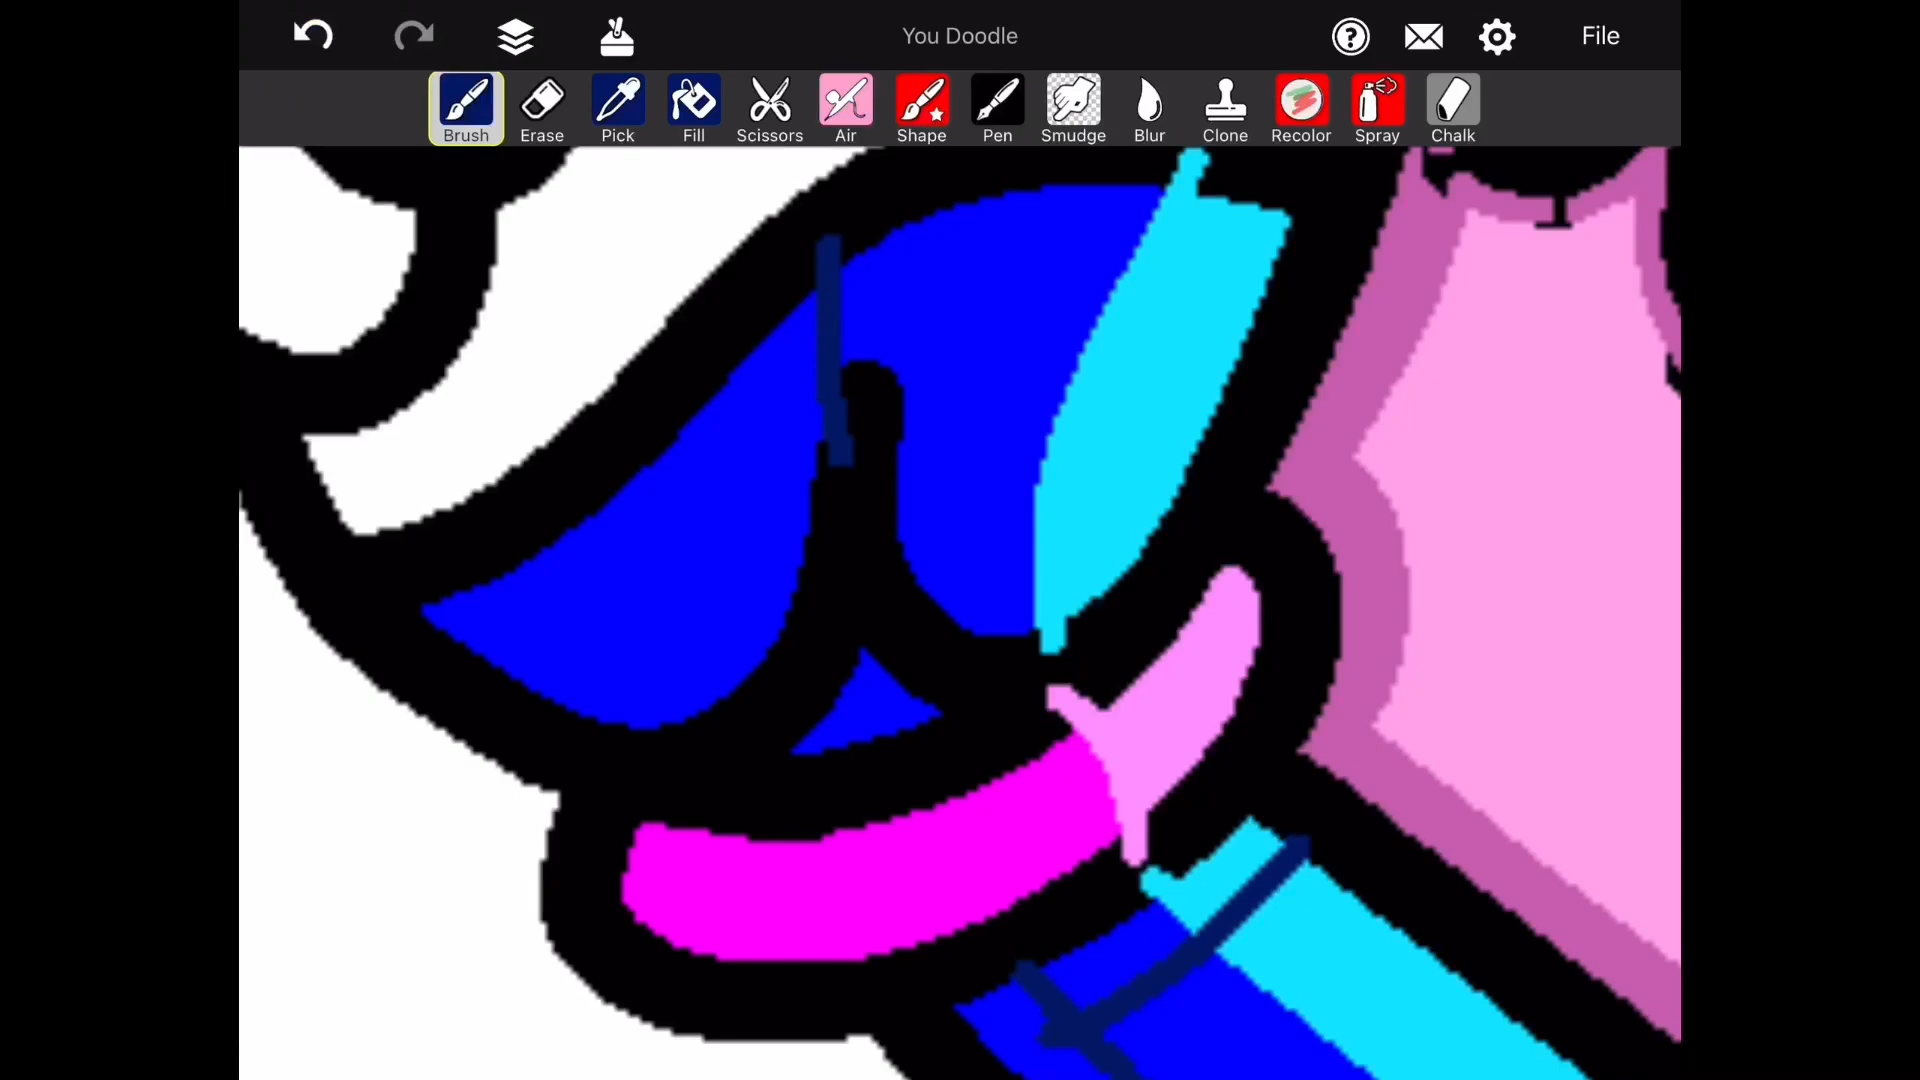 You Doodle
File
Brush Erase Pick Fill Scissors Air Shape Pen Smudge Blur Clone Recolor Spray Chalk